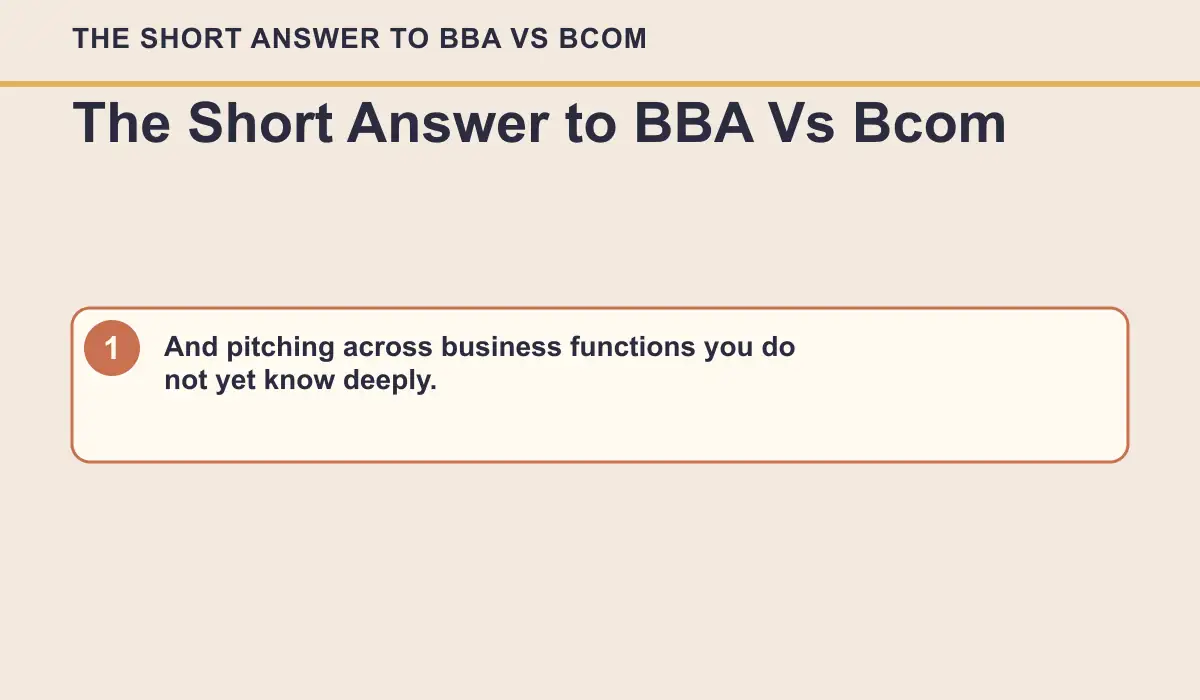 THE SHORT ANSWER TO BBA VS BCOM
The Short Answer to BBA Vs Bcom
1
And pitching across business functions you do
not yet know deeply.